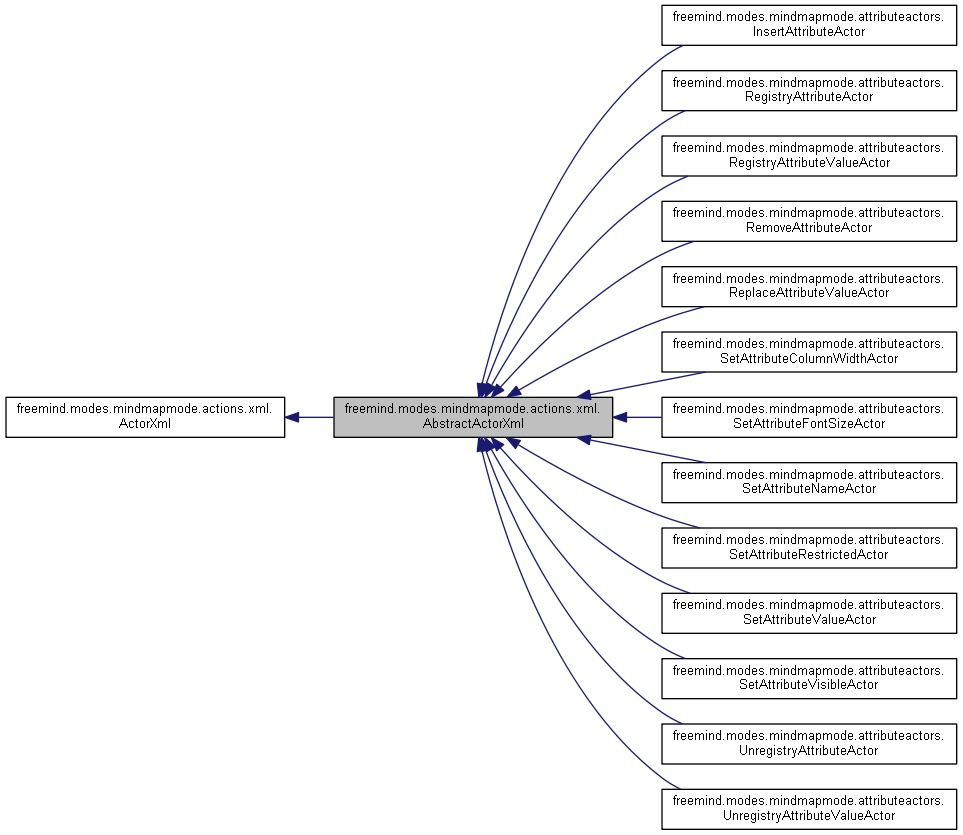 freemind.modes.mindmapmode.attributeactors.
InsertAttributeActor
freemind.modes.mindmapmode.attributeactors.
RegistryAttributeActor
freemind.modes.mindmapmode.attributeactors.
RegistryAttributeValueActor
freemind.modes.mindmapmode.attributeactors.
RemoveAttributeActor
freemind.modes.mindmapmode.attributeactors.
ReplaceAttributeValueActor
freemind.modes.mindmapmode.attributeactors.
SetAttributeColumnWidthActor
freemind.modes.mindmapmode.actions.xml.
ActorXml
freemind.modes.mindmapmode.actions.xml.
AbstractActorXml
freemind.modes.mindmapmode.attributeactors.
SetAttributeFontSizeActor
freemind.modes.mindmapmode.attributeactors.
SetAttributeNameActor
freemind.modes.mindmapmode.attributeactors.
SetAttributeRestrictedActor
freemind.modes.mindmapmode.attributeactors.
SetAttributeValueActor
freemind.modes.mindmapmode.attributeactors.
SetAttributeVisibleActor
freemind.modes.mindmapmode.attributeactors.
UnregistryAttributeActor
freemind.modes.mindmapmode.attributeactors.
UnregistryAttributeValueActor